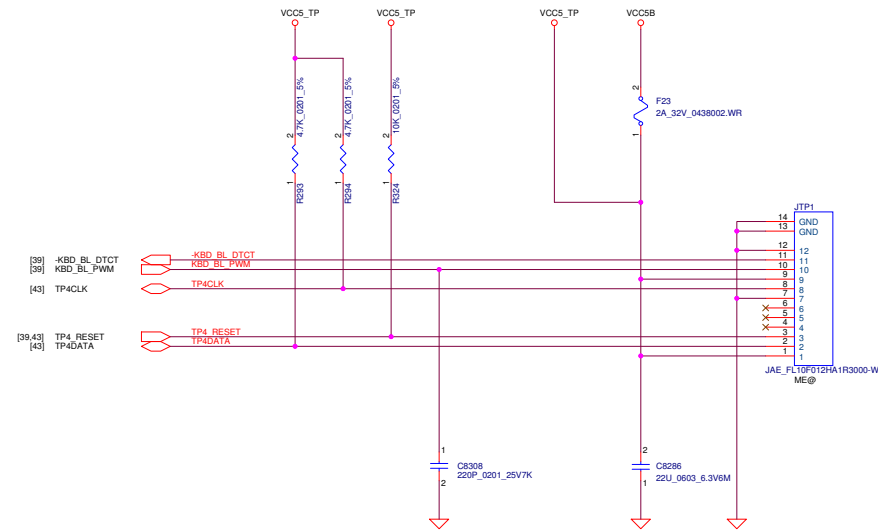 VCC5_TP
VCC5_TP
VCC5_TP
VCC5B
2
F23
2A_32V_0438002.WR
1
4.7K_0201_5%
4.7K_0201_5%
10K_0201_5%
2
2
2
1
1
1
R293
R294
R324
JTP1
14 GND
13 GND
12 12
[39] -KBD_BL_DTCT -KBD_BL_DTCT 11 11
[39] KBD_BL_PWM KBD_BL_PWM 10 10
9 9
[43] TP4CLK TP4CLK 8 8
7 7
6 6
5 5
4 4
[39,43] TP4_RESET TP4_RESET 3 3
[43] TP4DATA TP4DATA 2 2
1 1
JAE_FL10F012HA1R3000-W
ME@
1
C8308
220P_0201_25V7K
2
2
C8286
22U_0603_6.3V6M
1